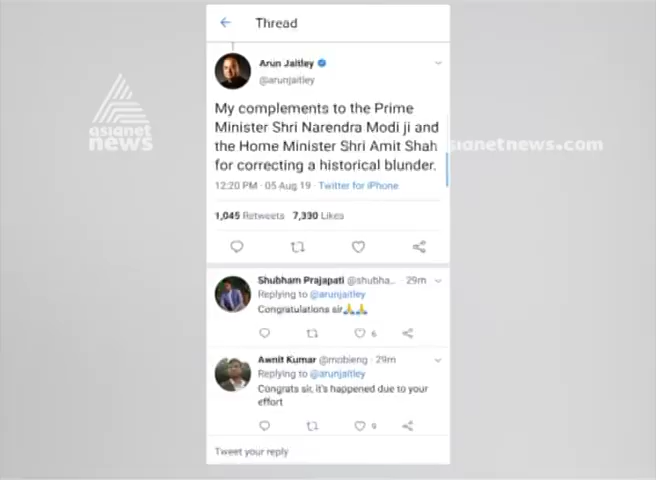 Thread
Arun Jaitley
@arunjaitley
My complements to the Prime
Minister Shri Narendra Modi ji and
the Home Minister Shri Amit Shah
for correcting a historical blunder.
12:20 PM · 05 Aug 19 · Twitter for iPhone
1,045 Retweets 7,330 Likes
Shubham Prajapati @shubha... · 29m
Replying to @arunjaitley
Congratulations sir🙏🙏
6
Awnit Kumar @mobieng · 29m
Replying to @arunjaitley
Congrats sir, it's happened due to your
effort
9
Tweet your reply
asianet
news
sianetnews.com